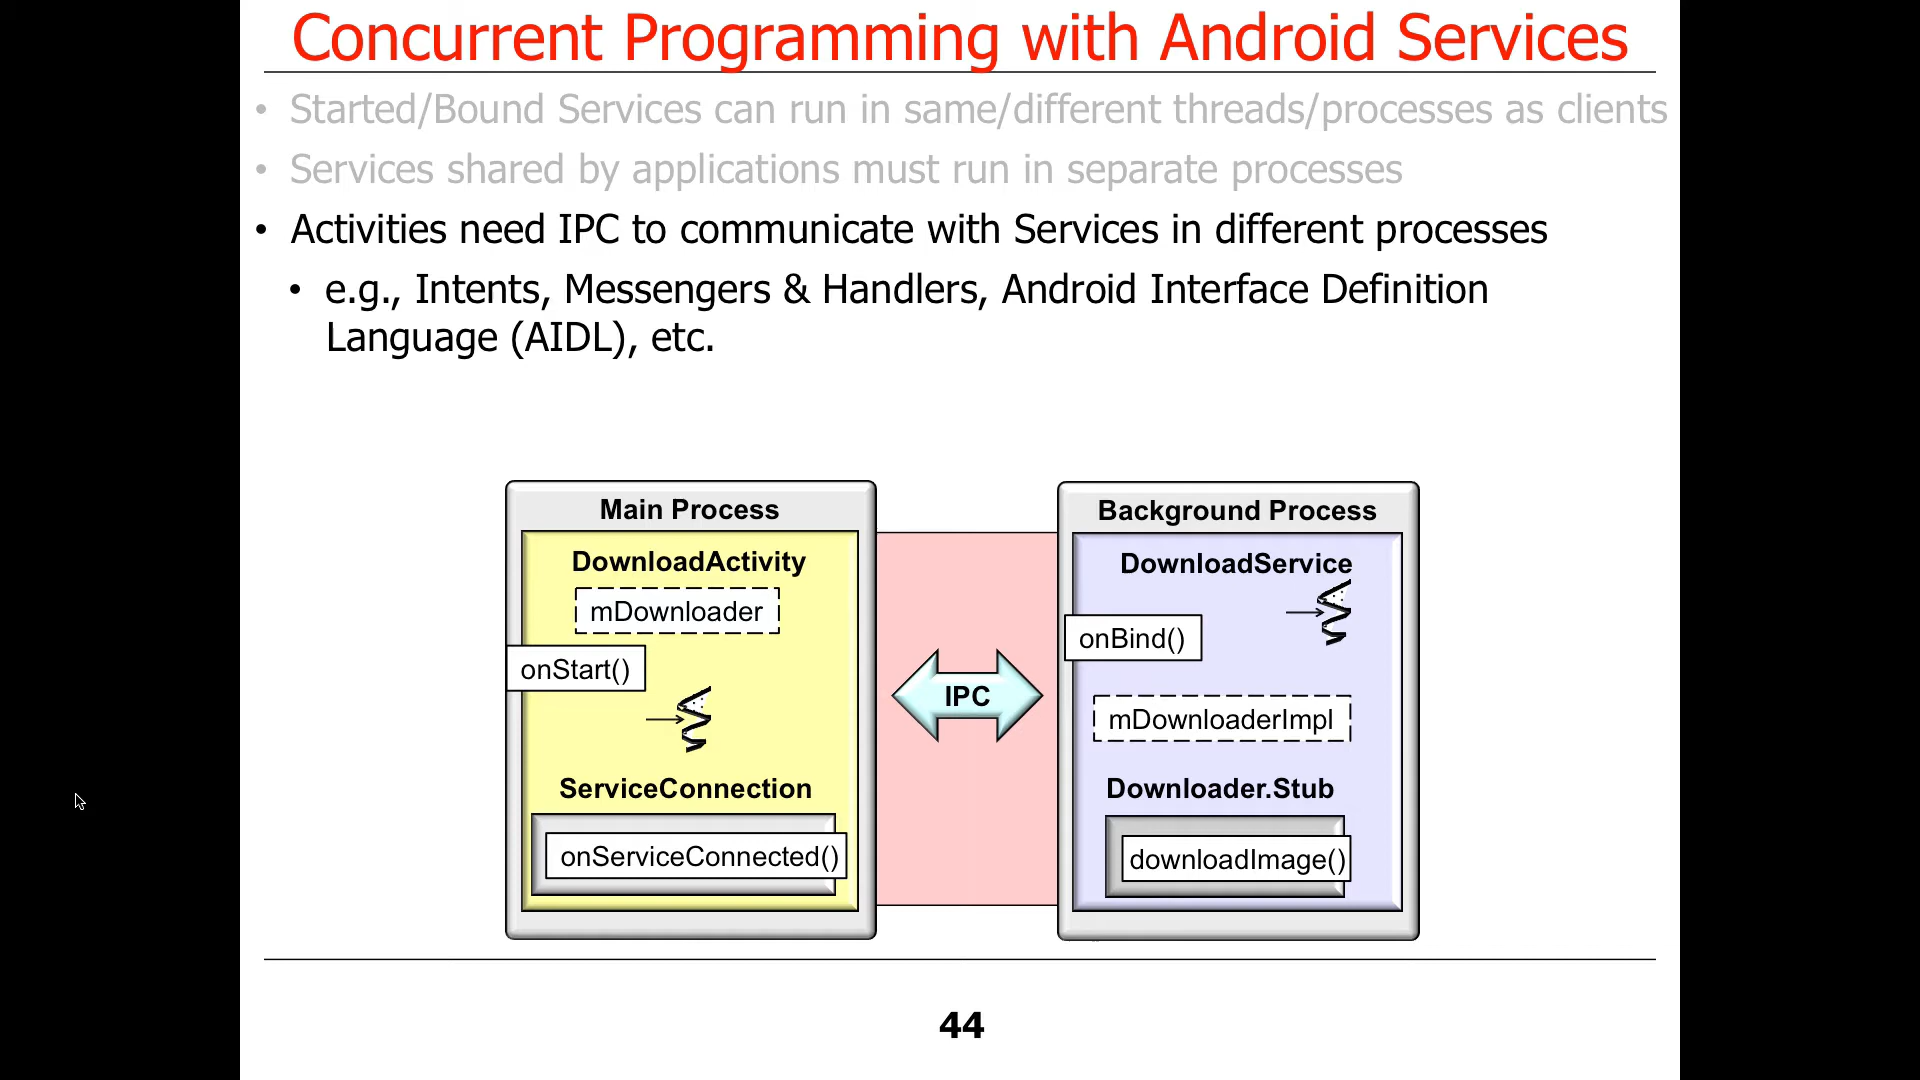 Concurrent Programming with Android Services
• Started/Bound Services can run in same/different threads/processes as clients
• Services shared by applications must run in separate processes
• Activities need IPC to communicate with Services in different processes
• e.g., Intents, Messengers & Handlers, Android Interface Definition
Language (AIDL), etc.
Main Process
DownloadActivity
mDownloader
onStart()
ServiceConnection
onServiceConnected()
IPC
Background Process
DownloadService
onBind()
mDownloaderImpl
Downloader.Stub
downloadImage()
44